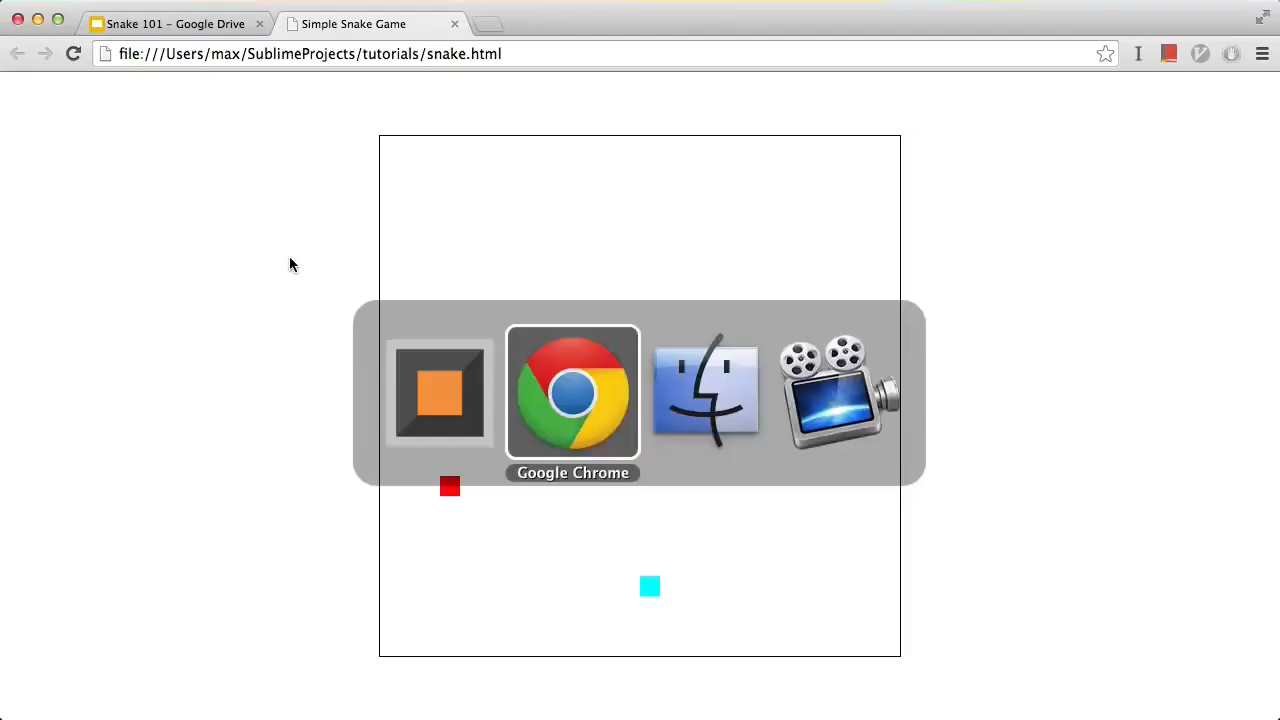 Snake 101 - Google Drive
Simple Snake Game
file:///Users/max/SublimeProjects/tutorials/snake.html
Google Chrome